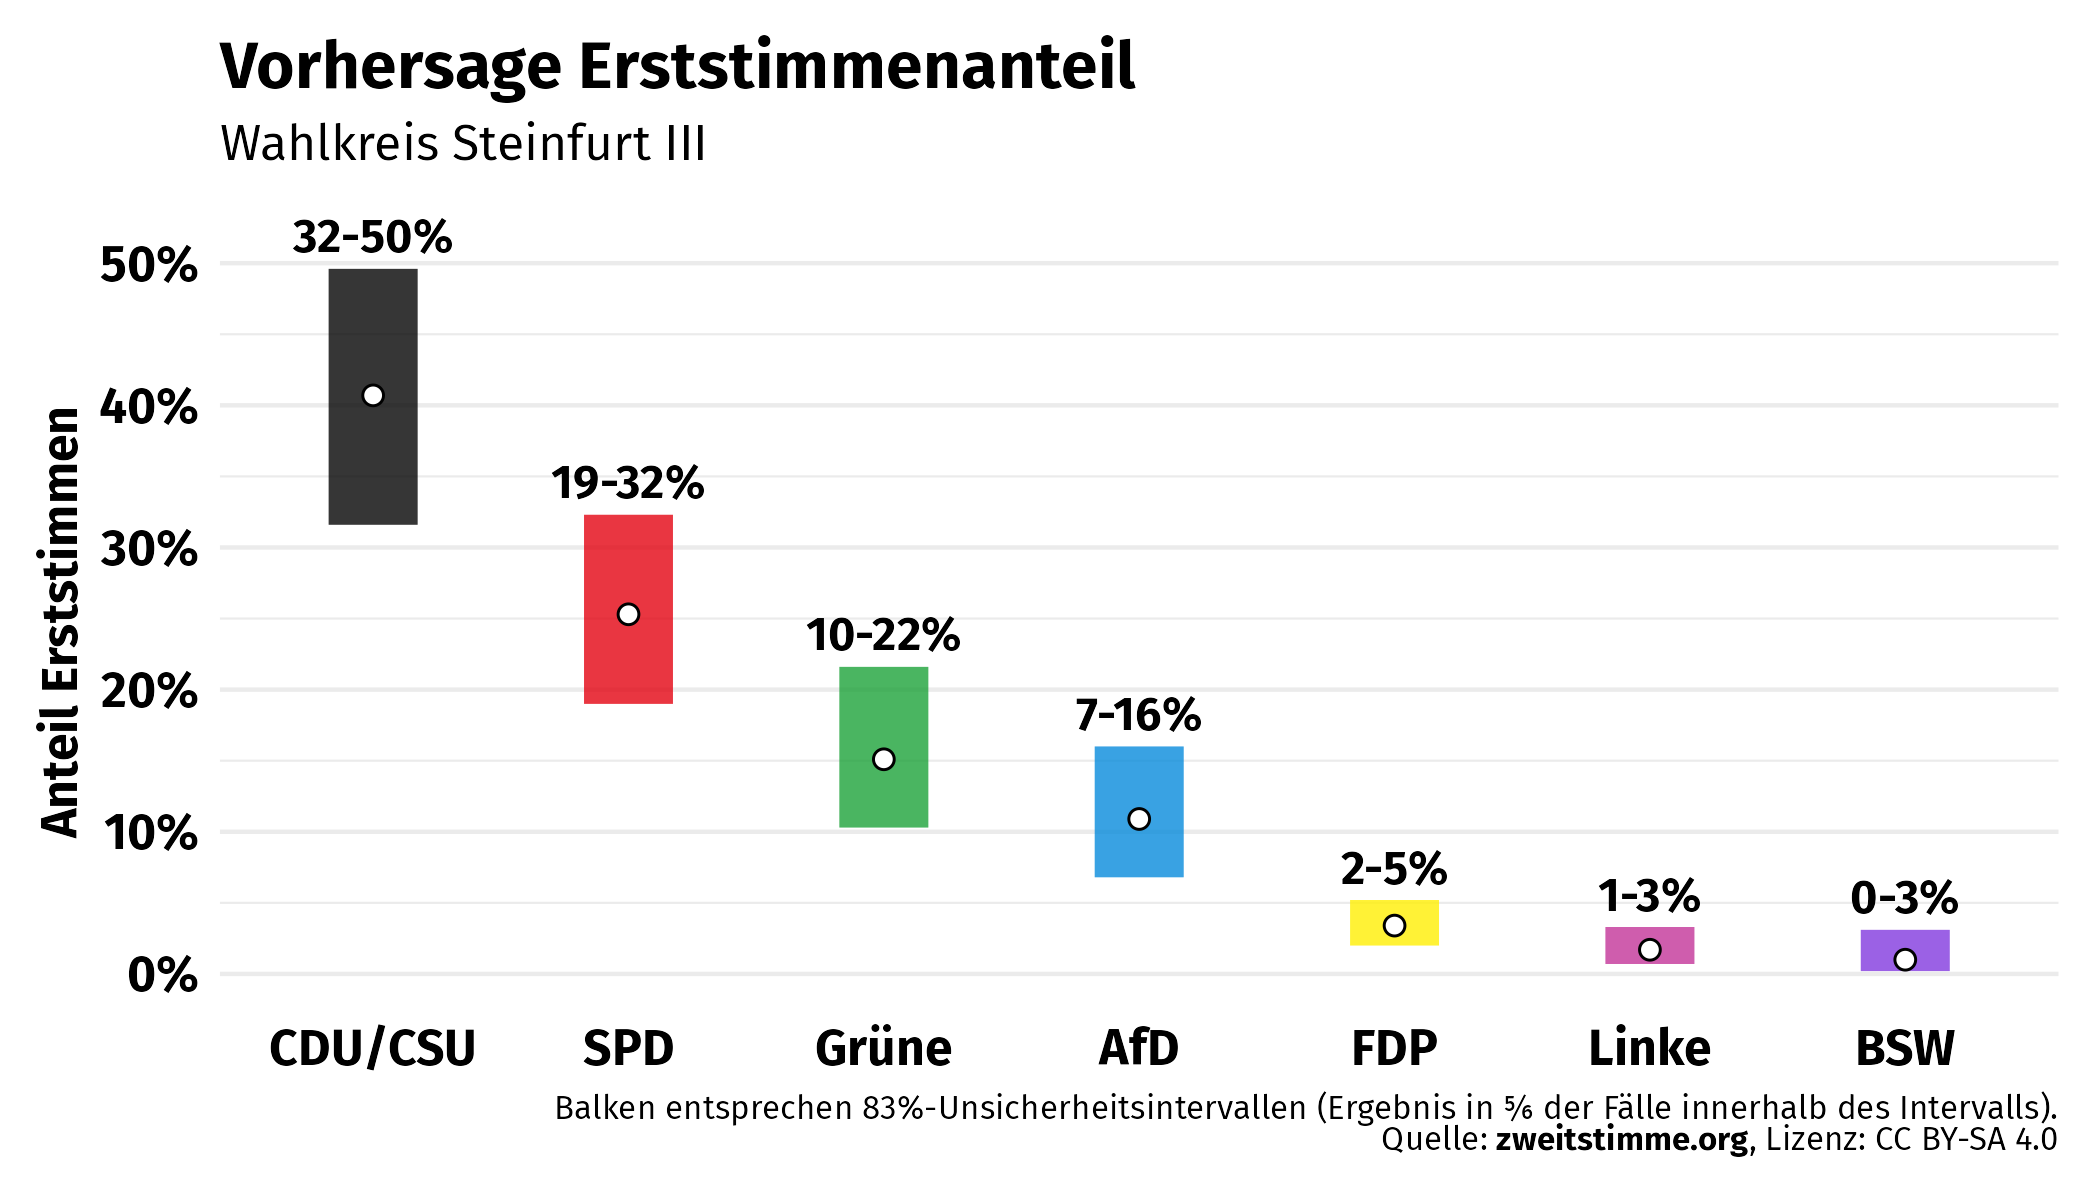 Vorhersage Erststimmenanteil
Wahlkreis Steinfurt III
Anteil Erststimmen
50%
40%
30%
20%
10%
0%
32-50%
19-32%
10-22%
7-16%
2-5%
1-3%
0-3%
CDU/CSU SPD Grüne AfD FDP Linke BSW
Balken entsprechen 83%-Unsicherheitsintervallen (Ergebnis in ⅚ der Fälle innerhalb des Intervalls).
Quelle: zweitstimme.org, Lizenz: CC BY-SA 4.0